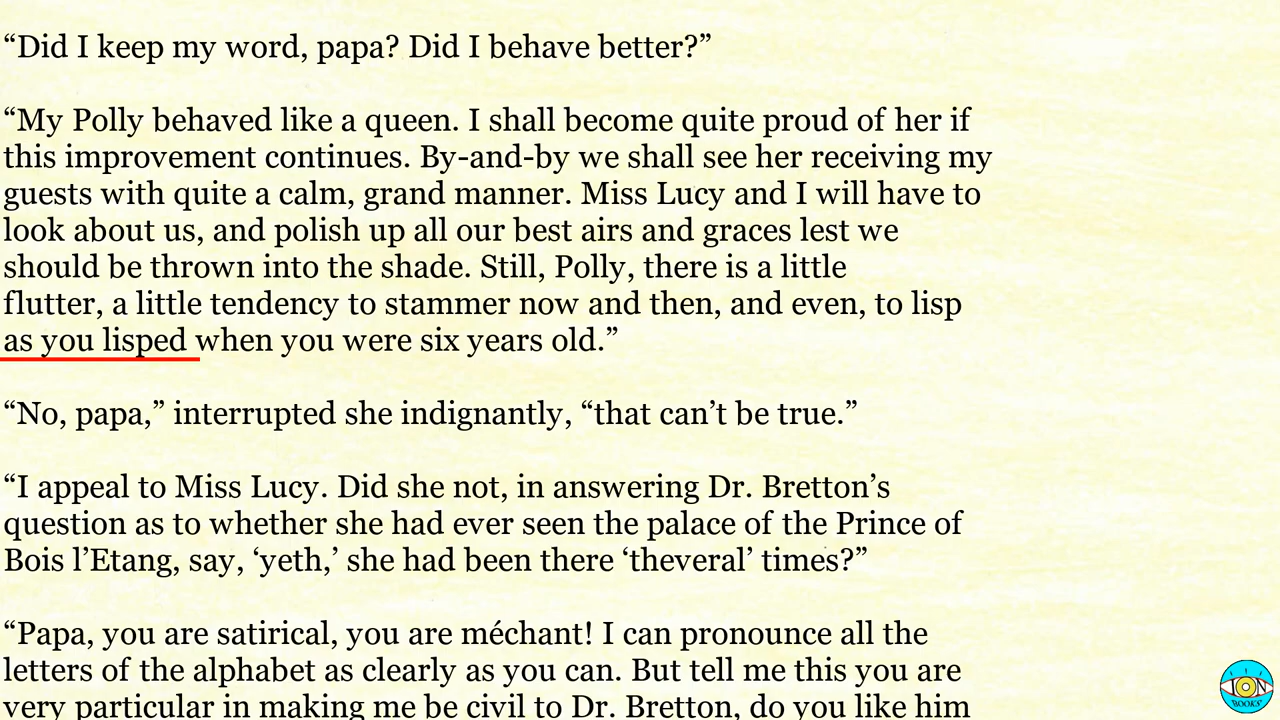 “Did I keep my word, papa? Did I behave better?”
“My Polly behaved like a queen. I shall become quite proud of her if
this improvement continues. By-and-by we shall see her receiving my
guests with quite a calm, grand manner. Miss Lucy and I will have to
look about us, and polish up all our best airs and graces lest we
should be thrown into the shade. Still, Polly, there is a little
flutter, a little tendency to stammer now and then, and even, to lisp
as you lisped when you were six years old.”
“No, papa,” interrupted she indignantly, “that can’t be true.”
“I appeal to Miss Lucy. Did she not, in answering Dr. Bretton’s
question as to whether she had ever seen the palace of the Prince of
Bois l’Etang, say, ‘yeth,’ she had been there ‘theveral’ times?”
“Papa, you are satirical, you are méchant! I can pronounce all the
letters of the alphabet as clearly as you can. But tell me this you are
very particular in making me be civil to Dr. Bretton, do you like him
ION
BOOKS